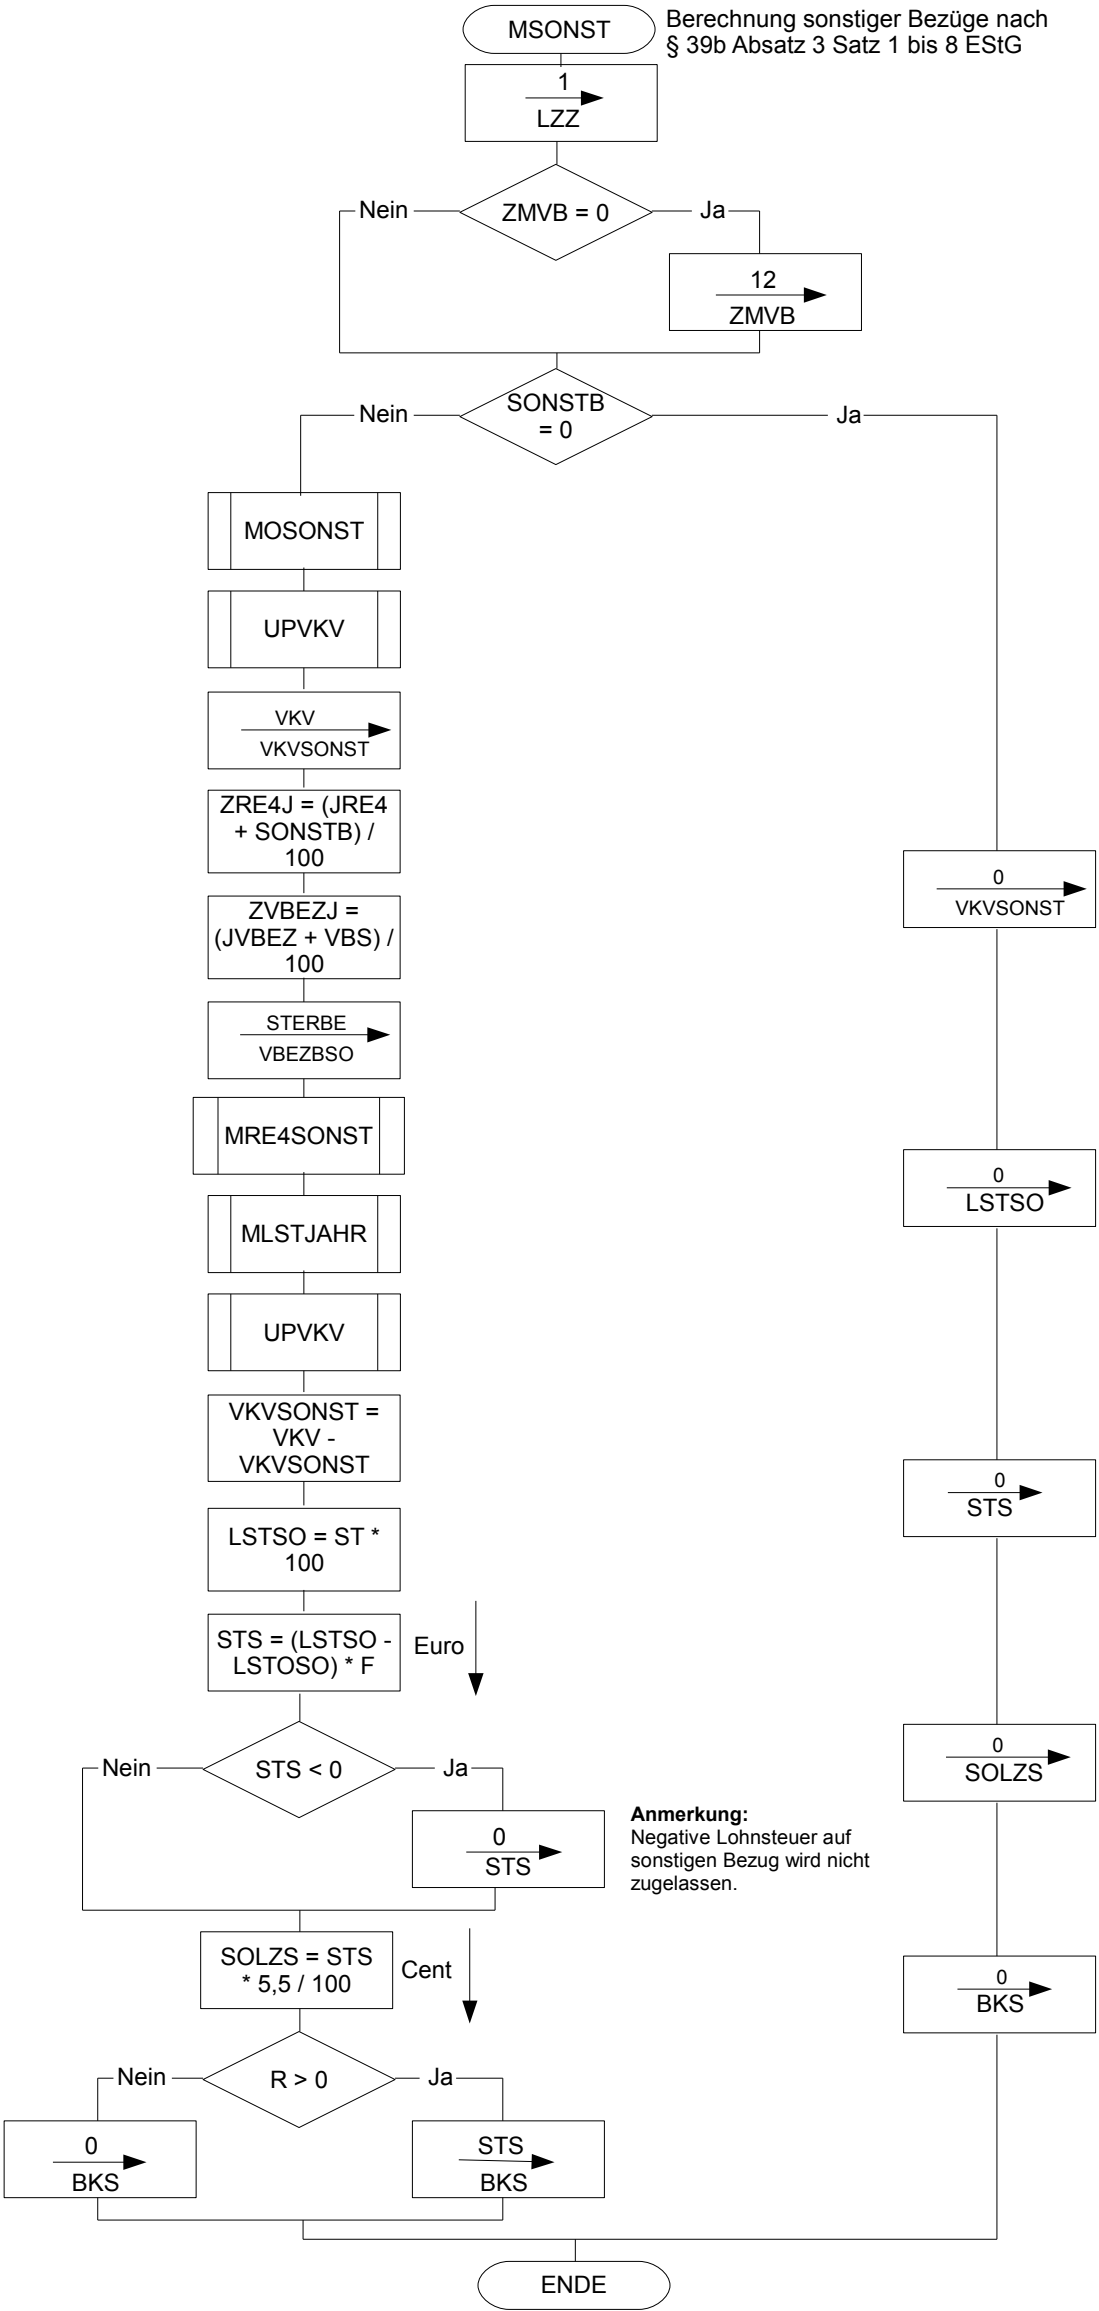 MSONST
Berechnung sonstiger Bezüge nach
§ 39b Absatz 3 Satz 1 bis 8 EStG
1
LZZ
Nein
ZMVB = 0
Ja
12
ZMVB
Nein
SONSTB
= 0
Ja
MOSONST
UPVKV
VKV
VKVSONST
ZRE4J = (JRE4
+ SONSTB) /
100
0
VKVSONST
ZVBEZJ =
(JVBEZ + VBS) /
100
STERBE
VBEZBSO
MRE4SONST
0
LSTSO
MLSTJAHR
UPVKV
VKVSONST =
VKV -
VKVSONST
0
STS
LSTSO = ST *
100
STS = (LSTSO -
LSTOSO) * F
Euro
0
SOLZS
Nein
STS < 0
Ja
0
STS
Anmerkung:
Negative Lohnsteuer auf
sonstigen Bezug wird nicht
zugelassen.
SOLZS = STS
* 5,5 / 100
Cent
0
BKS
Nein
R > 0
Ja
0
BKS
STS
BKS
ENDE